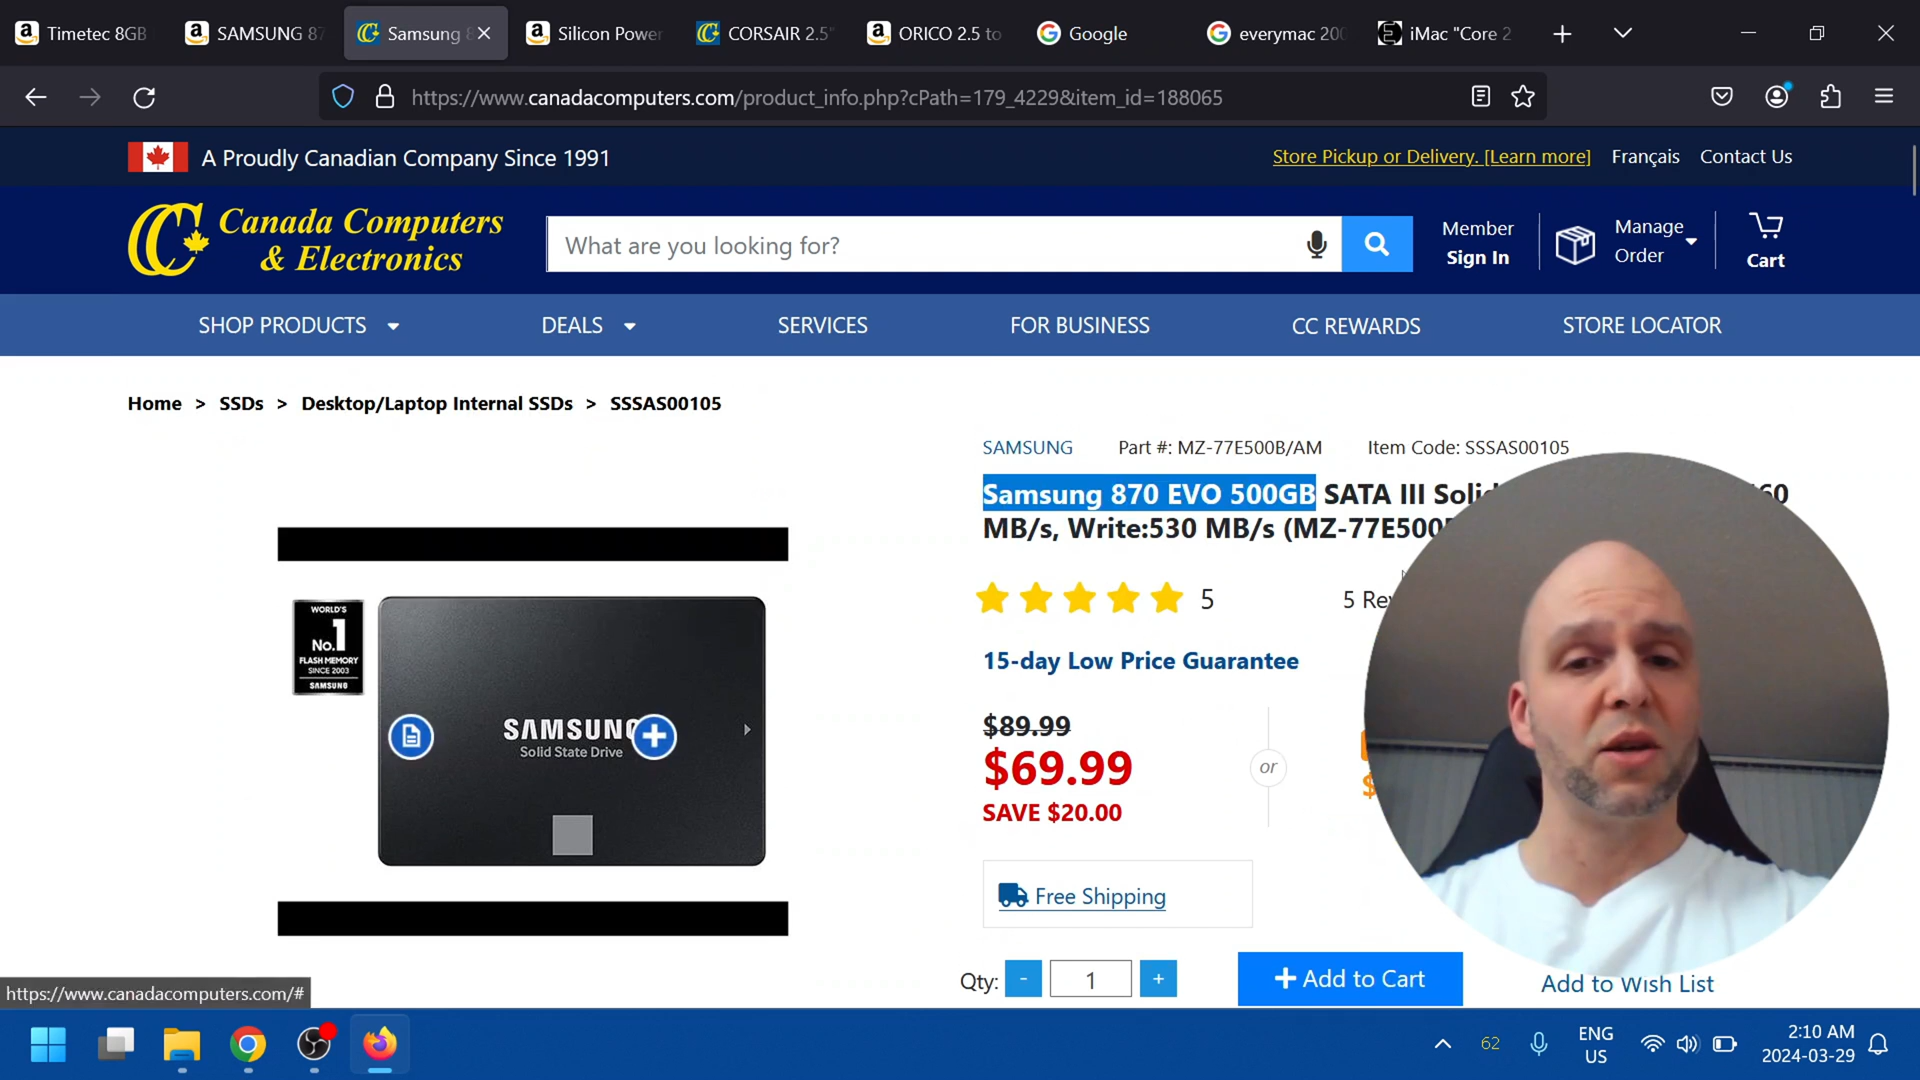 Timetec 8GB
SAMSUNG 87
Samsung 8
Silicon Power
CORSAIR 2.5"
ORICO 2.5 to
Google
everymac 200
iMac "Core 2
https://www.canadacomputers.com/product_info.php?cPath=179_4229&item_id=188065
A Proudly Canadian Company Since 1991
Store Pickup or Delivery. [Learn more]
Français
Contact Us
Canada Computers
& Electronics
What are you looking for?
Member
Sign In
Manage
Order
Cart
SHOP PRODUCTS
DEALS
SERVICES
FOR BUSINESS
CC REWARDS
STORE LOCATOR
Home > SSDs > Desktop/Laptop Internal SSDs > SSSAS00105
SAMSUNG
Part #: MZ-77E500B/AM
Item Code: SSSAS00105
Samsung 870 EVO 500GB SATA III
MB/s, Write:530 MB/s
5
5
15-day Low Price Guarantee
$89.99
$69.99
SAVE $20.00
or
Free Shipping
Qty:
-
1
+
Add to Cart
Add to Wish List
WORLD'S
No.1
FLASH MEMORY
SINCE 2003
SAMSUNG
SAMSUNG
Solid State Drive
https://www.canadacomputers.com/#
62
ENG
US
2:10 AM
2024-03-29